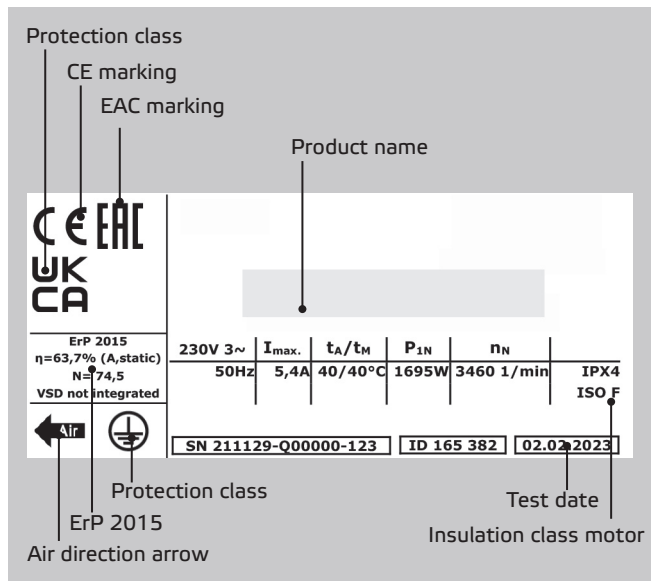 Protection class
CE marking
EAC marking
Product name
CE EAC
UK
CA
ErP 2015
η=63,7% (A,static)
N= 74,5
VSD not integrated
230V 3~ Imax. tA/tM P1N nN
50Hz 5,4A 40/40°C 1695W 3460 1/min IPX4
ISO F
Air
SN 211129-Q00000-123 ID 165 382 02.02.2023
Protection class
Test date
ErP 2015
Insulation class motor
Air direction arrow